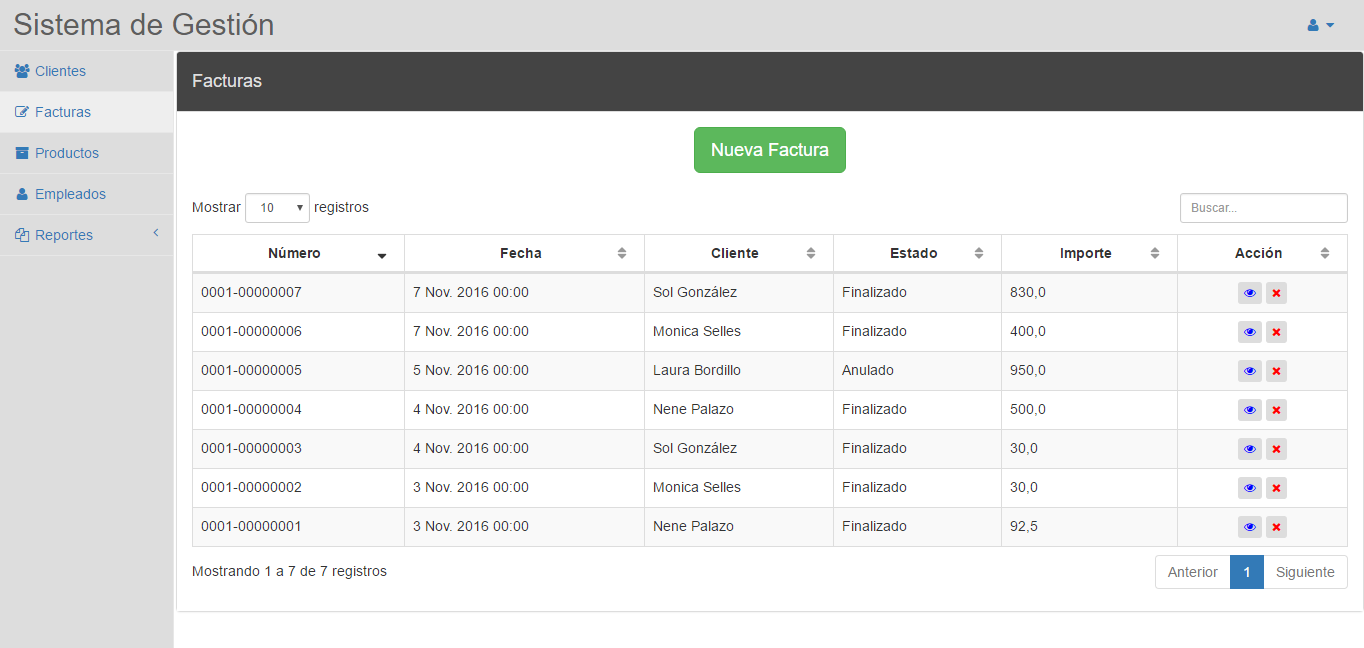 Sistema de Gestión
Clientes
Facturas
Productos
Empleados
Reportes
Facturas
Nueva Factura
Mostrar 10 registros
Buscar...
Número Fecha Cliente Estado Importe Acción
0001-00000007 7 Nov. 2016 00:00 Sol González Finalizado 830,0
0001-00000006 7 Nov. 2016 00:00 Monica Selles Finalizado 400,0
0001-00000005 5 Nov. 2016 00:00 Laura Bordillo Anulado 950,0
0001-00000004 4 Nov. 2016 00:00 Nene Palazo Finalizado 500,0
0001-00000003 4 Nov. 2016 00:00 Sol González Finalizado 30,0
0001-00000002 3 Nov. 2016 00:00 Monica Selles Finalizado 30,0
0001-00000001 3 Nov. 2016 00:00 Nene Palazo Finalizado 92,5
Mostrando 1 a 7 de 7 registros
Anterior 1 Siguiente